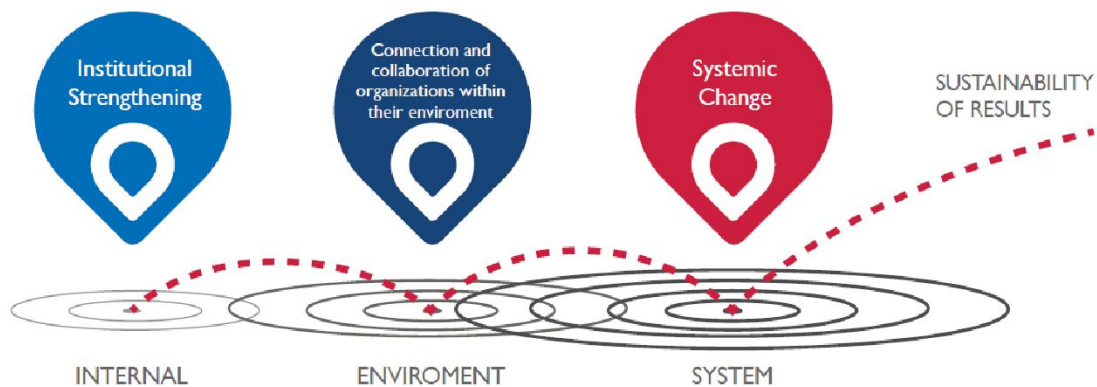 Institutional
Strengthening
Connection and
collaboration of
organizations within
their enviroment
Systemic
Change
SUSTAINABILITY
OF RESULTS
INTERNAL
ENVIROMENT
SYSTEM